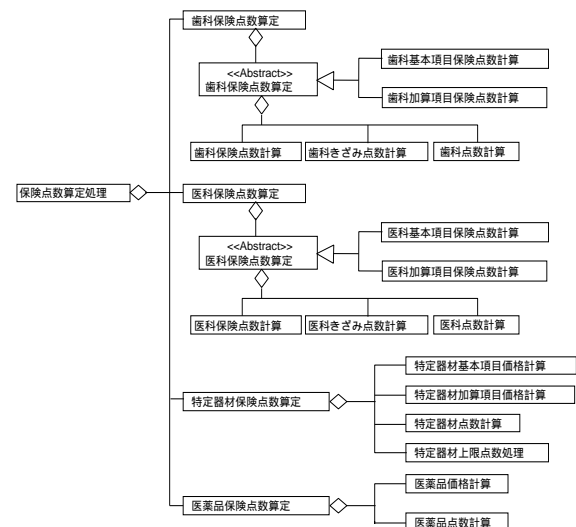 歯科保険点数算定
<<Abstract>>
歯科保険点数算定
歯科基本項目保険点数計算
歯科加算項目保険点数計算
歯科保険点数計算
歯科きざみ点数計算
歯科点数計算
保険点数算定処理
医科保険点数算定
<<Abstract>>
医科保険点数算定
医科基本項目保険点数計算
医科加算項目保険点数計算
医科保険点数計算
医科きざみ点数計算
医科点数計算
特定器材保険点数算定
特定器材基本項目価格計算
特定器材加算項目価格計算
特定器材点数計算
特定器材上限点数処理
医薬品保険点数算定
医薬品価格計算
医薬品点数計算